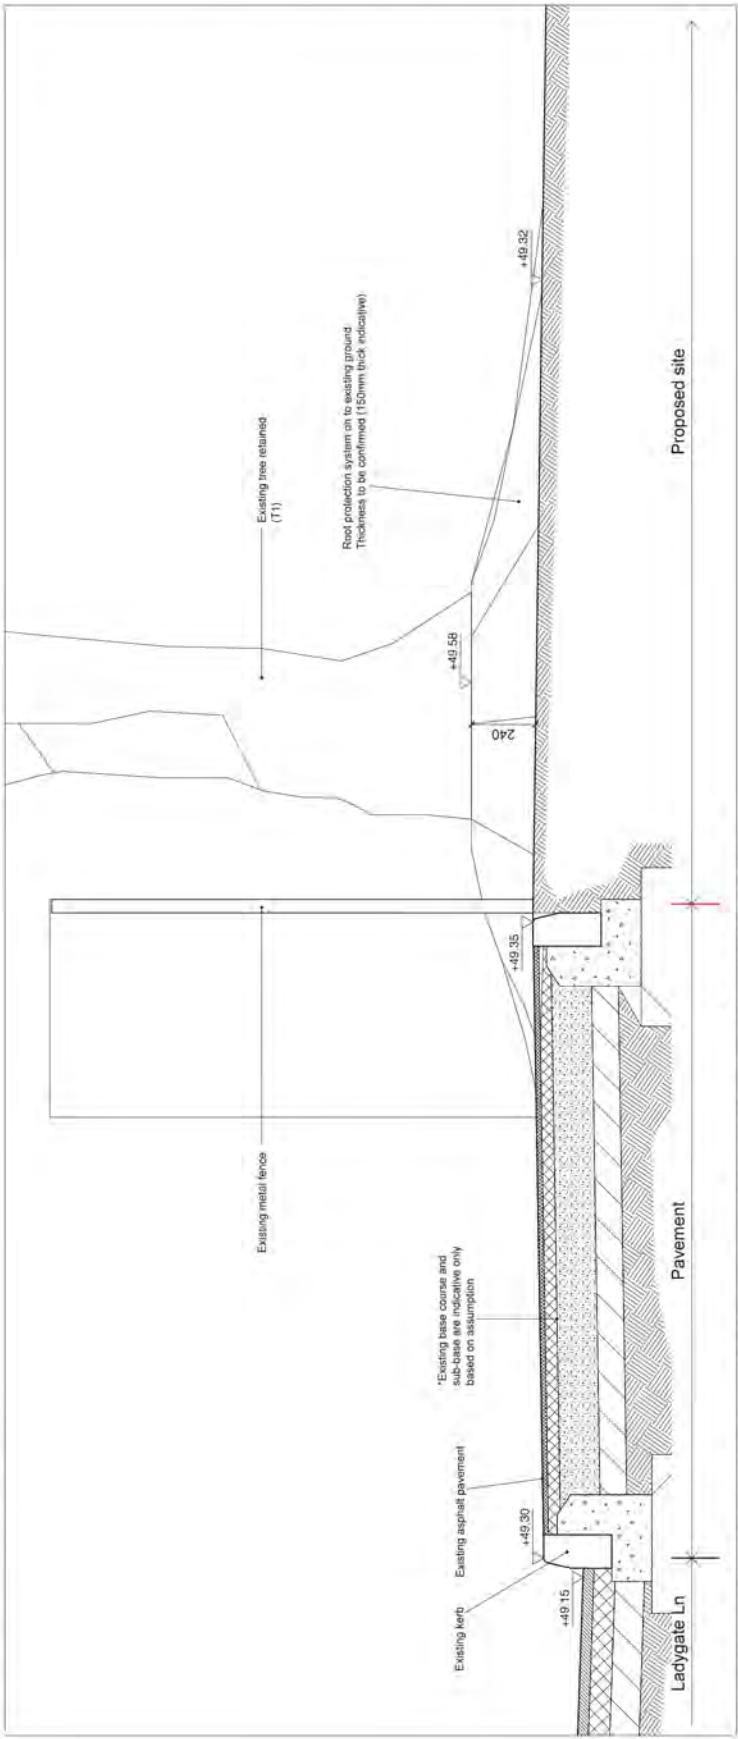 Existing tree retained
(T1)
Root protection system on to existing ground
Thickness to be confirmed (150mm thick indicative)
+49.32
+49.58
240
Existing metal fence
+49.35
*Existing base course and
sub-base are indicative only
based on assumption
Existing kerb
Existing asphalt pavement
+49.30
+49.15
Ladygate Ln
Pavement
Proposed site